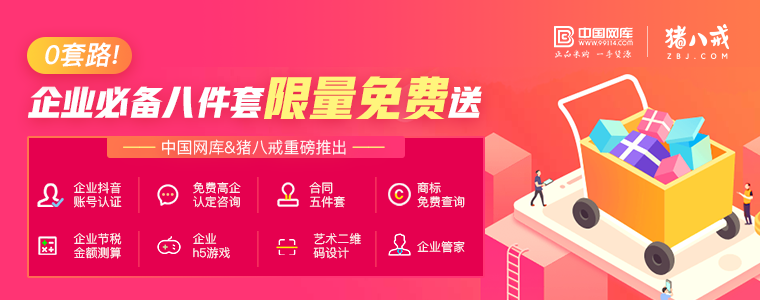 中国网库
www.99114.com
正品采购 一手货源
猪八戒
ZBJ.COM
0套路!
企业必备八件套限量免费送
中国网库&猪八戒重磅推出
企业抖音
账号认证
免费高企
认定咨询
合同
五件套
商标
免费查询
企业节税
金额测算
企业
h5游戏
艺术二维
码设计
企业管家